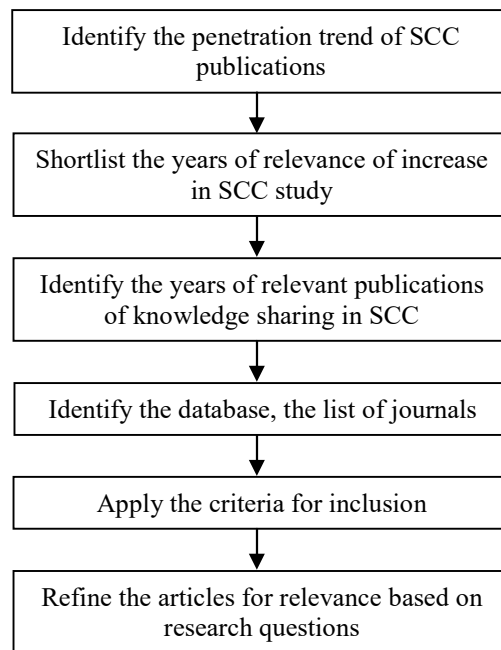 Identify the penetration trend of SCC
publications
Shortlist the years of relevance of increase
in SCC study
Identify the years of relevant publications
of knowledge sharing in SCC
Identify the database, the list of journals
Apply the criteria for inclusion
Refine the articles for relevance based on
research questions